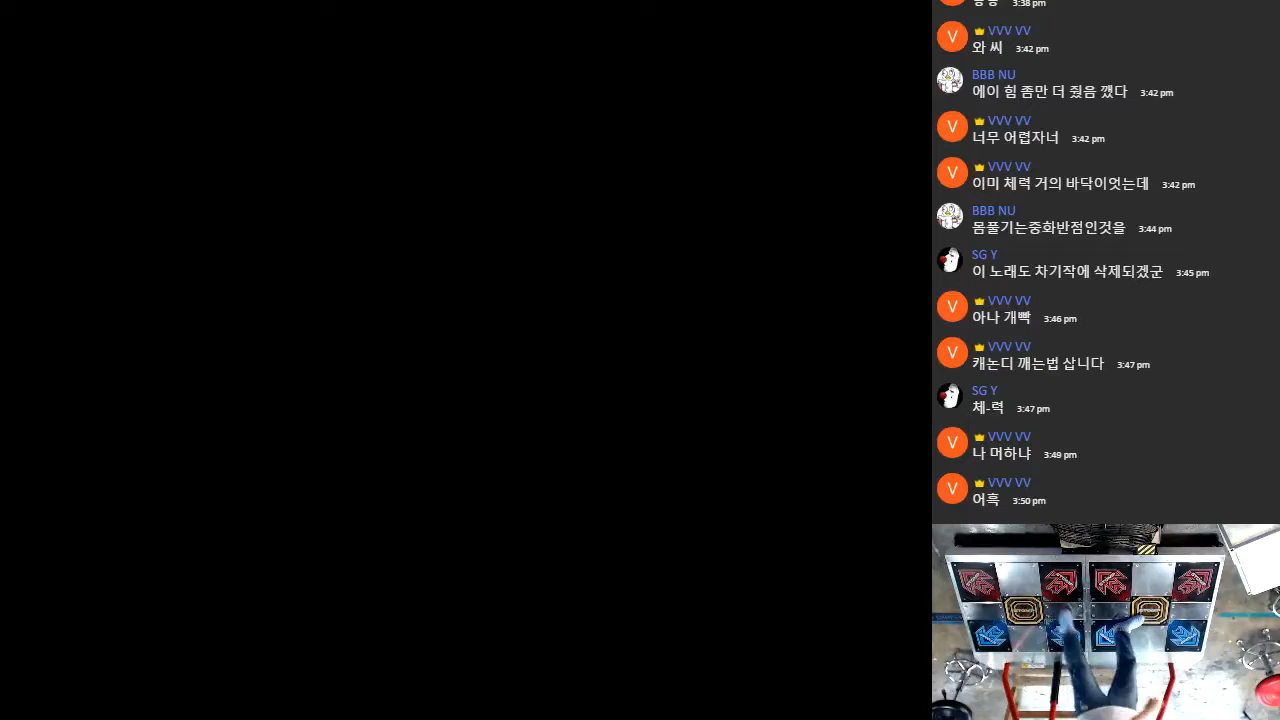 3:38 pm
V
VVV VV
와 씨 3:42 pm
BBB NU
에이 힘 좀만 더 줬음 깼다 3:42 pm
V
VVV VV
너무 어렵자너 3:42 pm
V
VVV VV
이미 체력 거의 바닥이엇는데 3:42 pm
BBB NU
몸풀기는중화반점인것을 3:44 pm
SG Y
이 노래도 차기작에 삭제되겠군 3:45 pm
V
VVV VV
아나 개빡 3:46 pm
V
VVV VV
캐논디 깨는법 삽니다 3:47 pm
SG Y
체-력 3:47 pm
V
VVV VV
나 머하냐 3:49 pm
V
VVV VV
어흑 3:50 pm